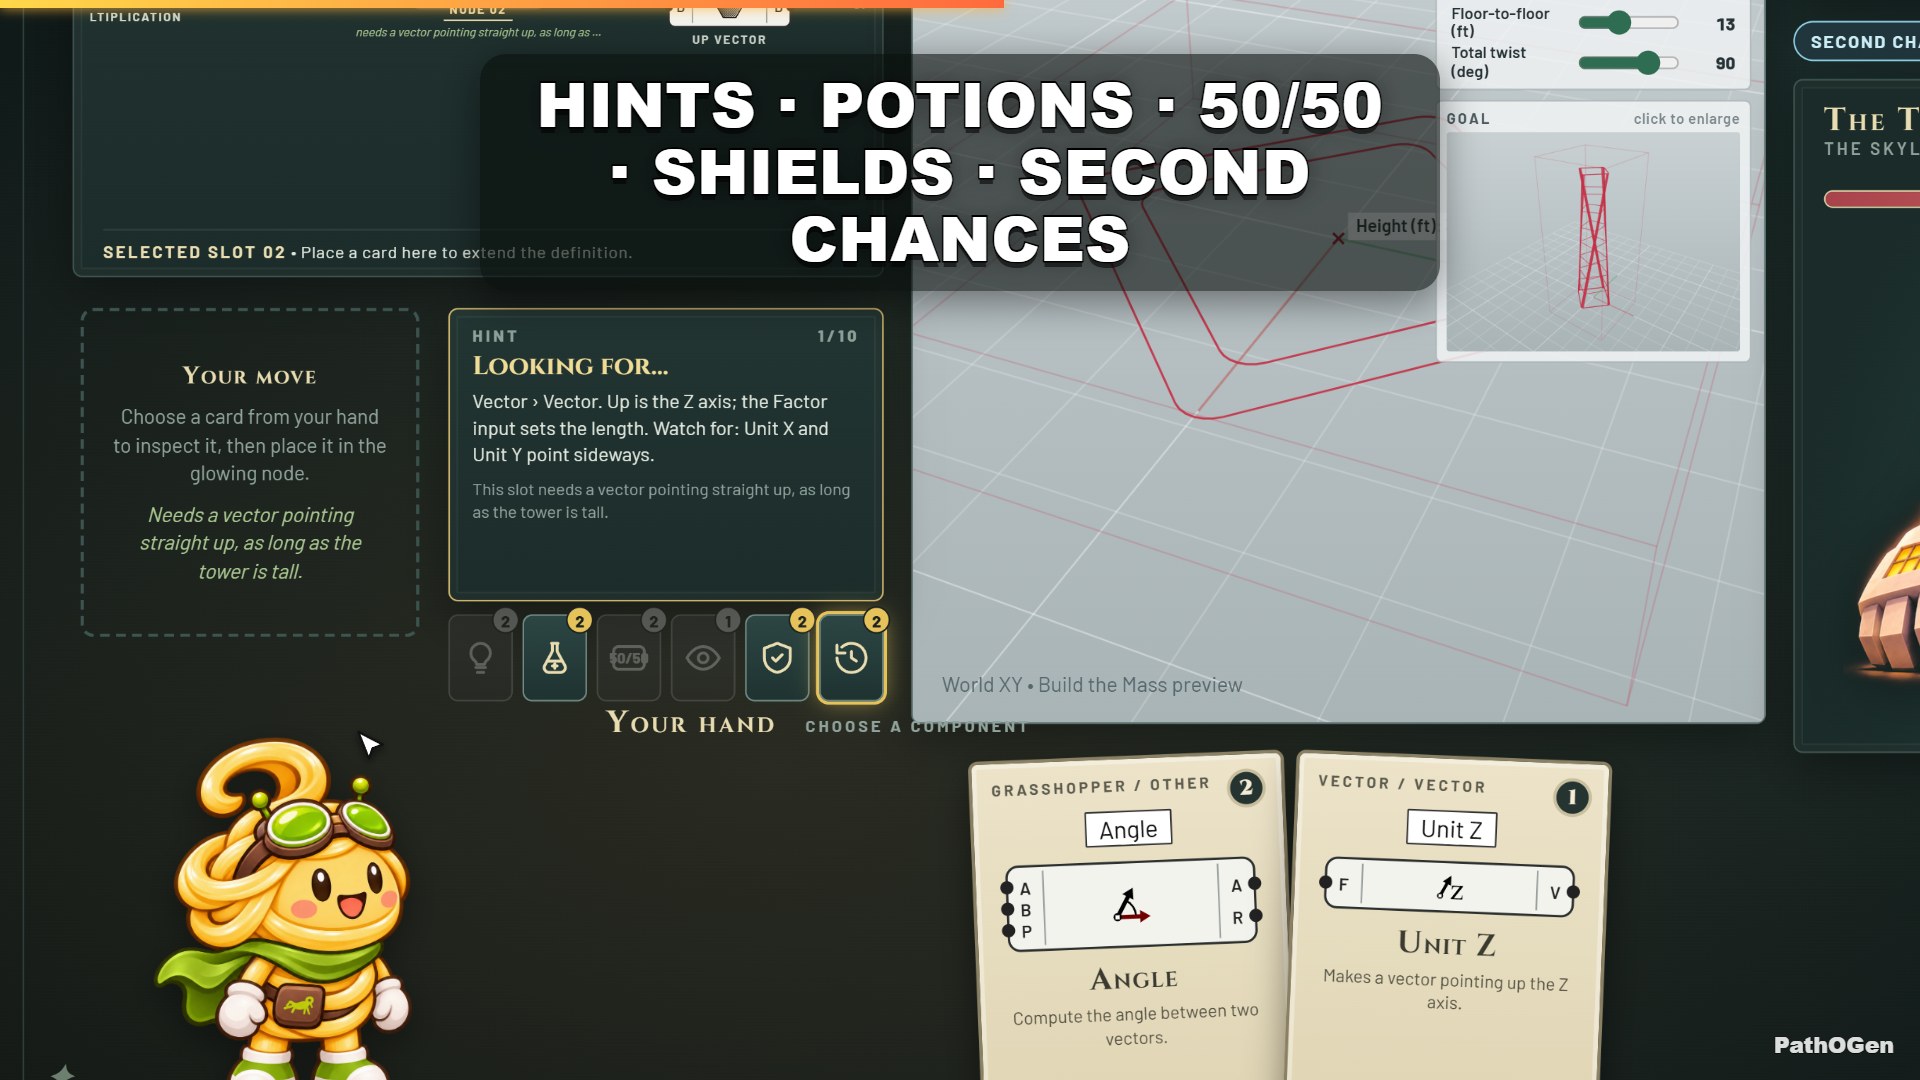 LTIPLICATION
NODE 02
needs a vector pointing straight up, as long as ...
UP VECTOR
SELECTED SLOT 02 • Place a card here to extend the definition.
HINTS · POTIONS · 50/50
· SHIELDS · SECOND
CHANCES
Floor-to-floor
(ft)
13
Total twist
(deg)
90
GOAL
click to enlarge
Height (ft)
World XY • Build the Mass preview
SECOND CHA
THE T
THE SKYL
YOUR MOVE
Choose a card from your hand
to inspect it, then place it in the
glowing node.
Needs a vector pointing
straight up, as long as the
tower is tall.
HINT
1/10
LOOKING FOR...
Vector › Vector. Up is the Z axis; the Factor
input sets the length. Watch for: Unit X and
Unit Y point sideways.
This slot needs a vector pointing straight up, as long
as the tower is tall.
2
2
2
1
2
2
50/50
YOUR HAND
CHOOSE A COMPONENT
GRASSHOPPER / OTHER
2
Angle
A
B
P
A
R
ANGLE
Compute the angle between two
vectors.
VECTOR / VECTOR
1
Unit Z
F
Z
V
UNIT Z
Makes a vector pointing up the Z
axis.
PathOGen